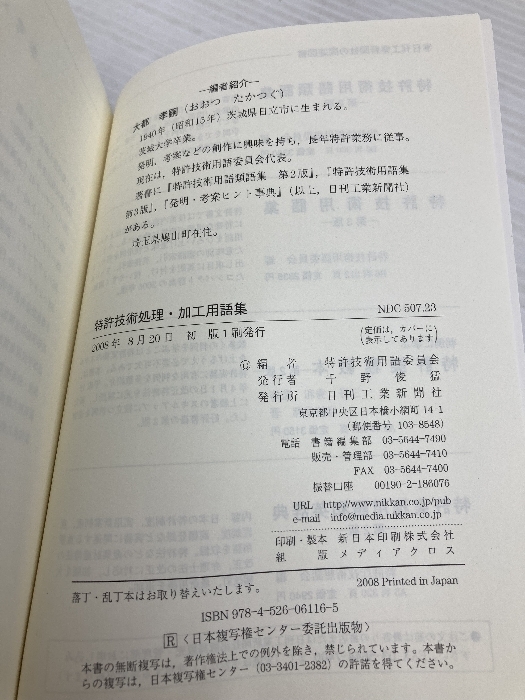 ―編者紹介―
大都 孝嗣(おおつ たかつぐ)
1940年(昭和15年)茨城県日立市に生まれる。
茨城大学卒業。
発明、考案などの創作に興味を持ち、長年特許業務に従事。
現在は、特許技術用語委員会代表。
著書に『特許技術用語類語集 第2版』、『特許技術用語集
第3版』、『発明・考案ヒント事典』(以上、日刊工業新聞社)
がある。
埼玉県鳩山町在住。
特許技術処理・加工用語集
NDC 507.23
2008年 8月20日 初 版1刷発行
(定価は、カバーに
表示してあります)
© 編 者 特許技術用語委員会
発行者 千 野 俊 猛
発行所 日刊工業新聞社
東京都中央区日本橋小網町 14-1
(郵便番号 103-8548)
電話 書籍編集部 03-5644-7490
販売・管理部 03-5644-7410
FAX 03-5644-7400
振替口座 00190-2-186076
URL http://www.nikkan.co.jp/pub
e-mail info@media.nikkan.co.jp
印刷・製本 新日本印刷株式会社
組 版 メディアクロス
落丁・乱丁本はお取り替えいたします。
2008 Printed in Japan
ISBN 978-4-526-06116-5
R〈日本複写権センター委託出版物〉
本書の無断複写は、著作権法上での例外を除き、禁じられています。本書か
らの複写は、日本複写権センター(03-3401-2382)の許諾を得てください。